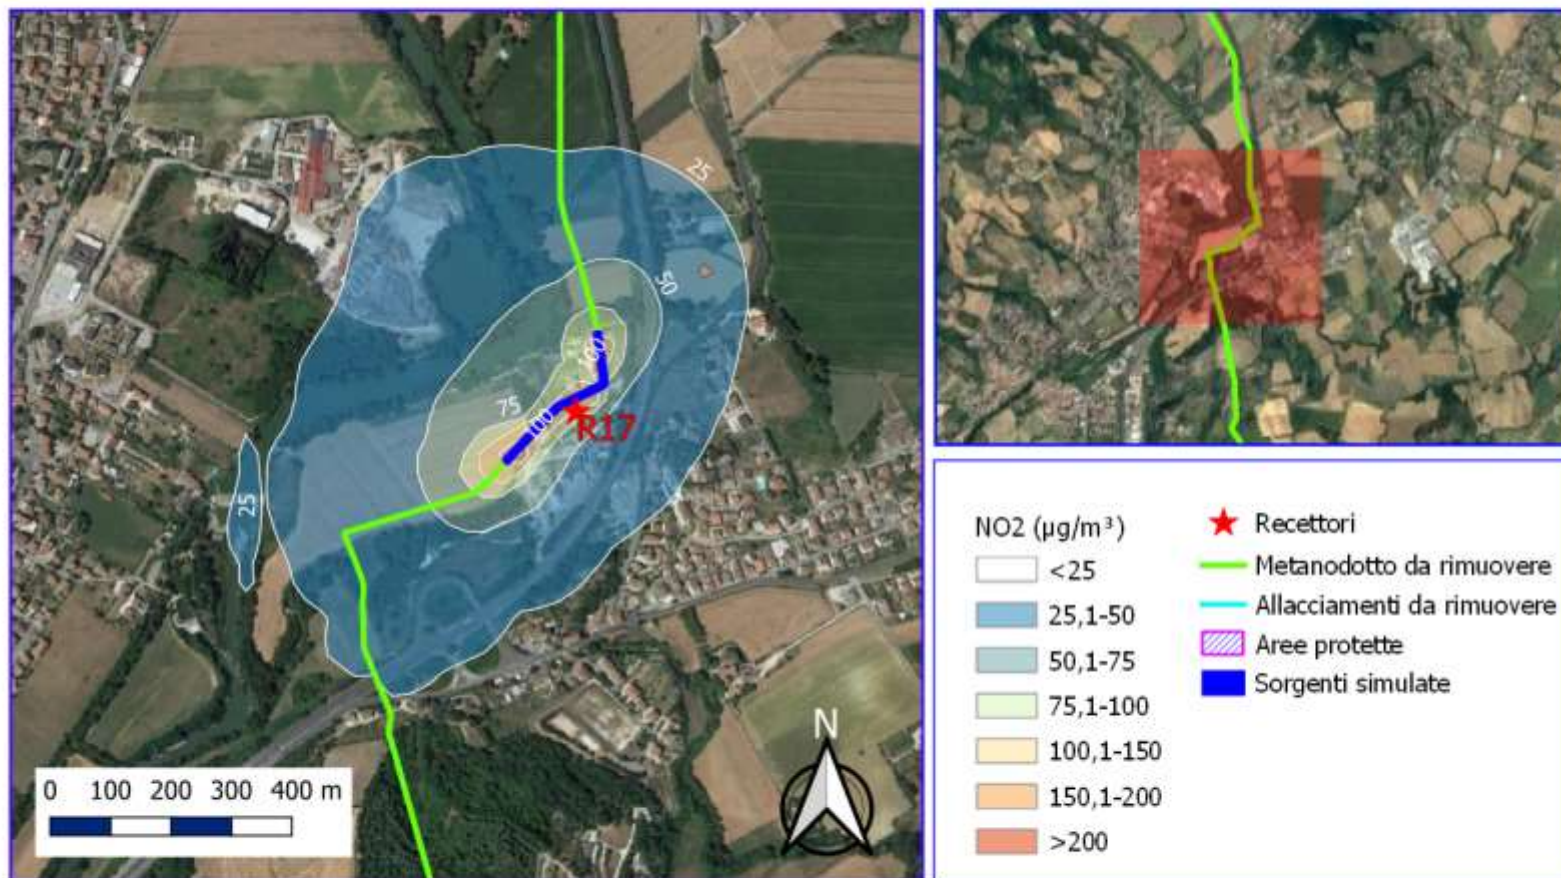 25
50
75
100
R17
25
N
0 100 200 300 400 m
NO2 (µg/m³)
<25
25,1-50
50,1-75
75,1-100
100,1-150
150,1-200
>200
Recettori
Metanodotto da rimuovere
Allacciamenti da rimuovere
Aree protette
Sorgenti simulate